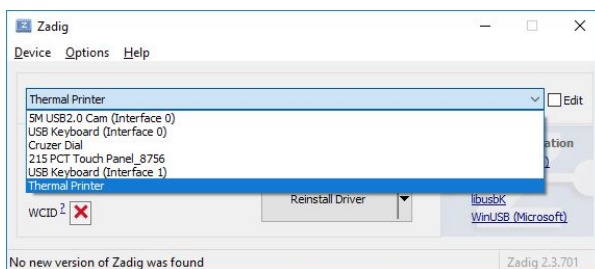 Zadig
Device Options Help
Thermal Printer Edit
5M USB2.0 Cam (Interface 0)
USB Keyboard (Interface 0)
Cruzer Dial
215 PCT Touch Panel_8756
USB Keyboard (Interface 1)
Thermal Printer
ation
WCID ?
Reinstall Driver
libusbK
WinUSB (Microsoft)
No new version of Zadig was found
Zadig 2.3.701